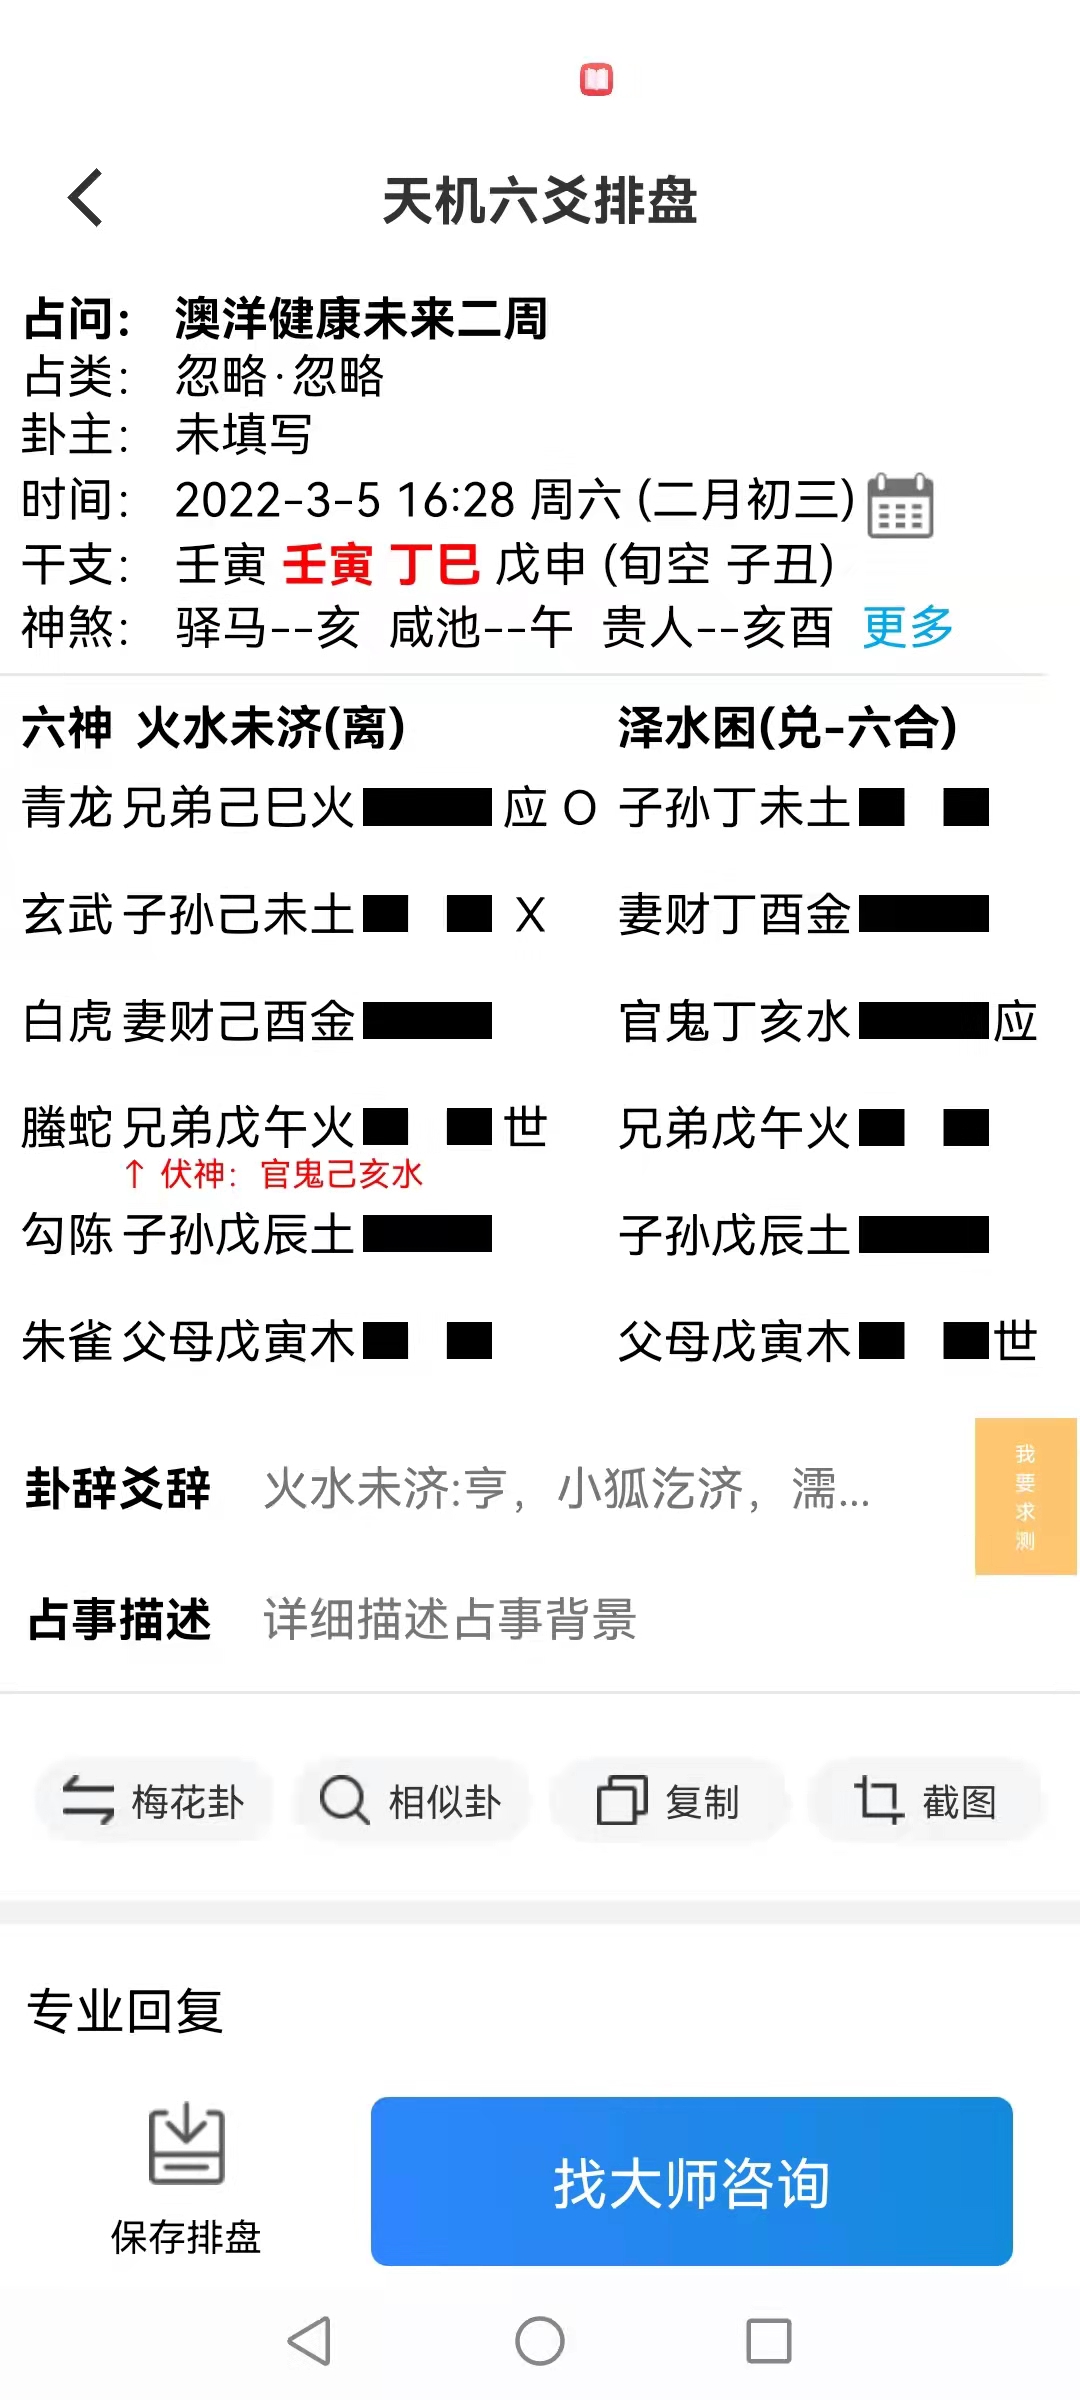 天机六爻排盘
占问： 澳洋健康未来二周
占类： 忽略·忽略
卦主： 未填写
时间： 2022-3-5 16:28 周六 (二月初三)
干支： 壬寅 壬寅 丁巳 戊申 (旬空 子丑)
神煞： 驿马--亥 咸池--午 贵人--亥酉 更多
六神 火水未济(离) 泽水困(兑-六合)
青龙 兄弟己巳火 应 O 子孙丁未土
玄武 子孙己未土 X 妻财丁酉金
白虎 妻财己酉金 官鬼丁亥水 应
螣蛇 兄弟戊午火 世 兄弟戊午火
↑ 伏神：官鬼己亥水
勾陈 子孙戊辰土 子孙戊辰土
朱雀 父母戊寅木 父母戊寅木 世
卦辞爻辞 火水未济:亨，小狐汔济，濡...
我要求测
占事描述 详细描述占事背景
梅花卦 相似卦 复制 截图
专业回复
保存排盘 找大师咨询